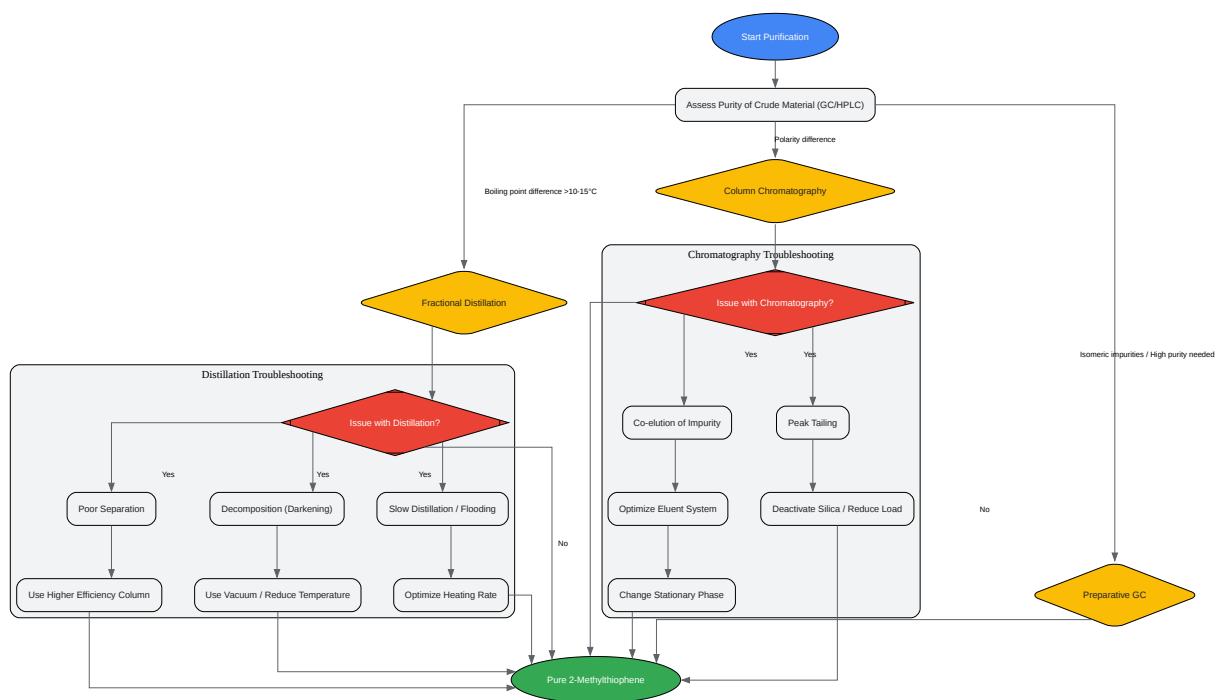 Start Purification
Assess Purity of Crude Material (GC/HPLC)
Polarity difference
Boiling point difference >10-15°C
Column Chromatography
Chromatography Troubleshooting
Fractional Distillation
Issue with Chromatography?
Yes
Yes
Isomeric impurities / High purity needed
Distillation Troubleshooting
Issue with Distillation?
Co-elution of Impurity
Peak Tailing
Yes
Yes
Yes
Poor Separation
Decomposition (Darkening)
Slow Distillation / Flooding
Optimize Eluent System
Deactivate Silica / Reduce Load
No
No
Use Higher Efficiency Column
Use Vacuum / Reduce Temperature
Optimize Heating Rate
Change Stationary Phase
Preparative GC
Pure 2-Methylthiophene